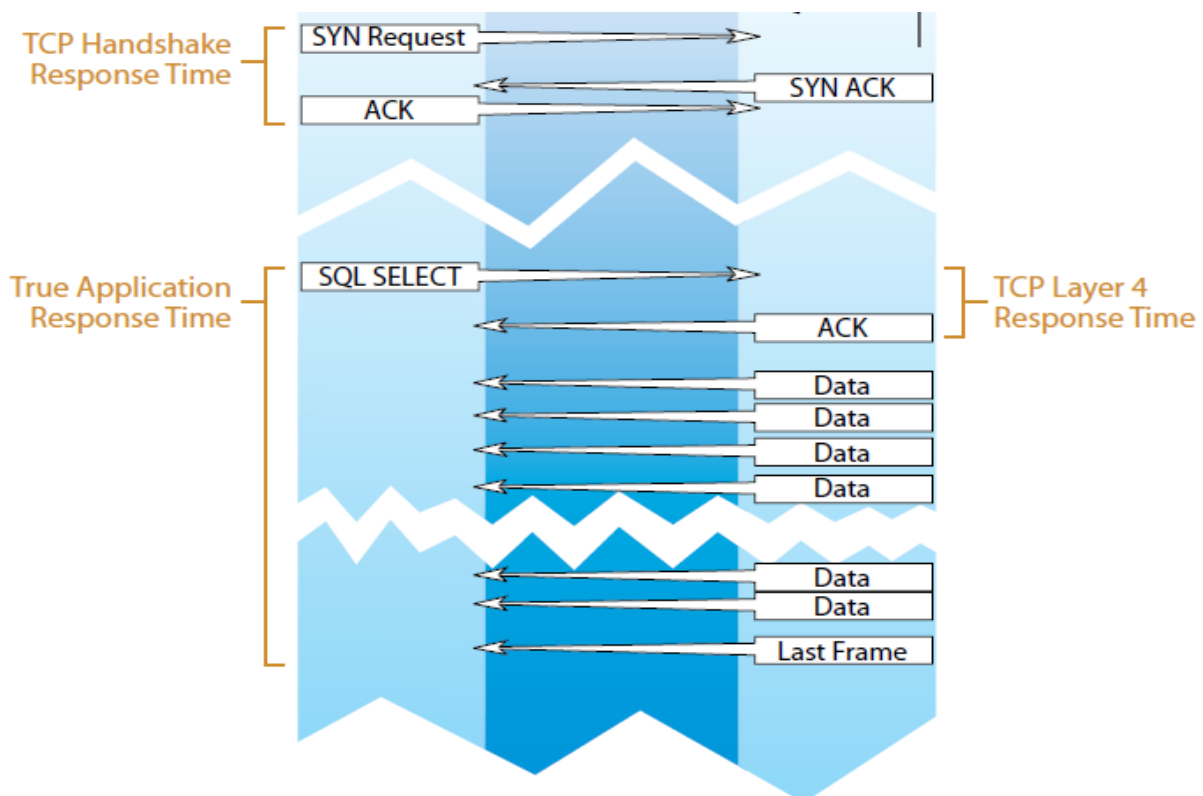 TCP Handshake
Response Time
SYN Request
SYN ACK
ACK
True Application
Response Time
SQL SELECT
TCP Layer 4
Response Time
ACK
Data
Data
Data
Data
Data
Data
Last Frame